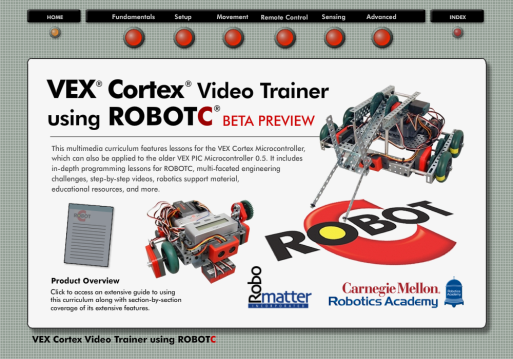 HOME
Fundamentals Setup Movement Remote Control Sensing Advanced
INDEX
VEX® Cortex® Video Trainer
using ROBOTC® BETA PREVIEW
This multimedia curriculum features lessons for the VEX Cortex Microcontroller,
which can also be applied to the older VEX PIC Microcontroller 0.5. It includes
in-depth programming lessons for ROBOTC, multi-faceted engineering
challenges, step-by-step videos, robotics support material,
educational resources, and more.
ROBOT
Product Overview
Click to access an extensive guide to using
this curriculum along with section-by-section
coverage of its extensive features.
Robo
matter
INCORPORATED
Carnegie Mellon.
Robotics Academy
VEX Cortex Video Trainer using ROBOTC